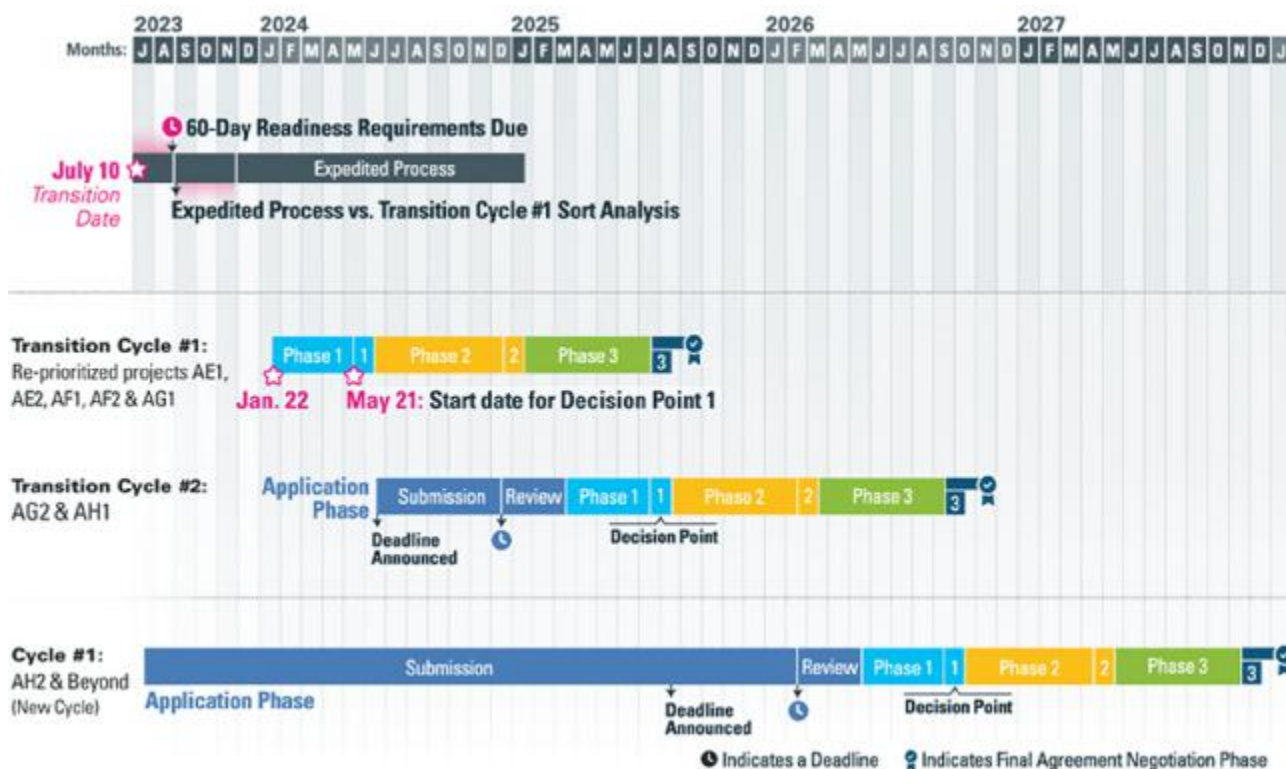 2023 2024 2025 2026 2027
Months: J A S O N D J F M A M J J A S O N D J F M A M J J A S O N D J F M A M J J A S O N D J F M A M J J A S O N D J
60-Day Readiness Requirements Due
July 10
Transition
Date
Expedited Process
Expedited Process vs. Transition Cycle #1 Sort Analysis
Transition Cycle #1:
Re-prioritized projects AE1,
AE2, AF1, AF2 & AG1
Phase 1 1 Phase 2 2 Phase 3 3
Jan. 22 May 21: Start date for Decision Point 1
Transition Cycle #2:
AG2 & AH1
Application
Phase
Submission Review Phase 1 1 Phase 2 2 Phase 3 3
Deadline
Announced
Decision Point
Cycle #1:
AH2 & Beyond
(New Cycle)
Submission Review Phase 1 1 Phase 2 2 Phase 3 3
Application Phase
Deadline
Announced
Decision Point
Indicates a Deadline Indicates Final Agreement Negotiation Phase